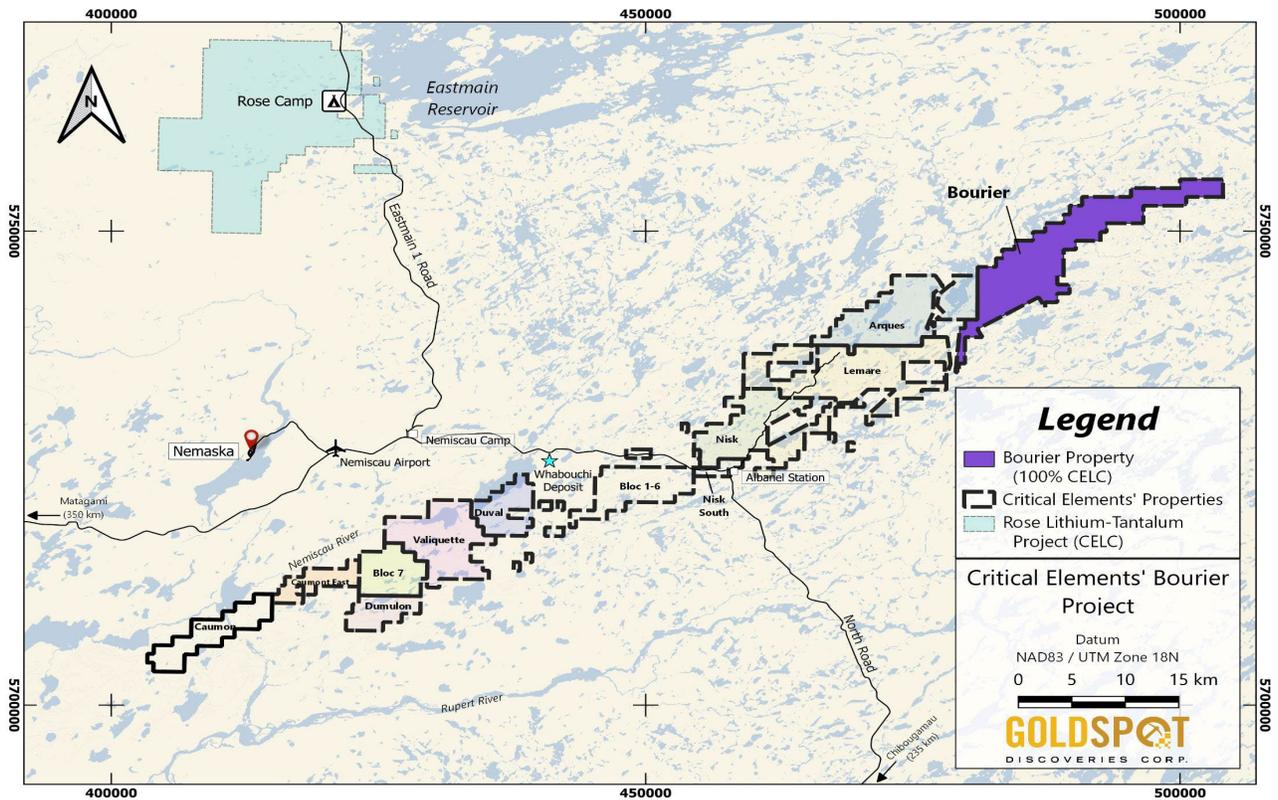 400000
450000
500000
N
Rose Camp
Eastmain
Reservoir
Eastmain 1 Road
Bourier
5750000
5750000
Arques
Lemare
Nisk
Nemaska
Nemiscau Camp
Nemiscau Airport
Whabouchi
Deposit
Bloc 1-6
Albanel Station
Nisk
South
Matagami
(350 km)
Duval
Valiquette
Nemiscau River
Bloc 7
Caumont East
Dumulon
Caumon
North Road
Rupert River
Chibougamau
(235 km)
5700000
5700000
Legend
Bourier Property
(100% CELC)
Critical Elements' Properties
Rose Lithium-Tantalum
Project (CELC)
Critical Elements' Bourier
Project
Datum
NAD83 / UTM Zone 18N
0 5 10 15 km
GOLDSPOT
DISCOVERIES CORP.
400000
450000
500000